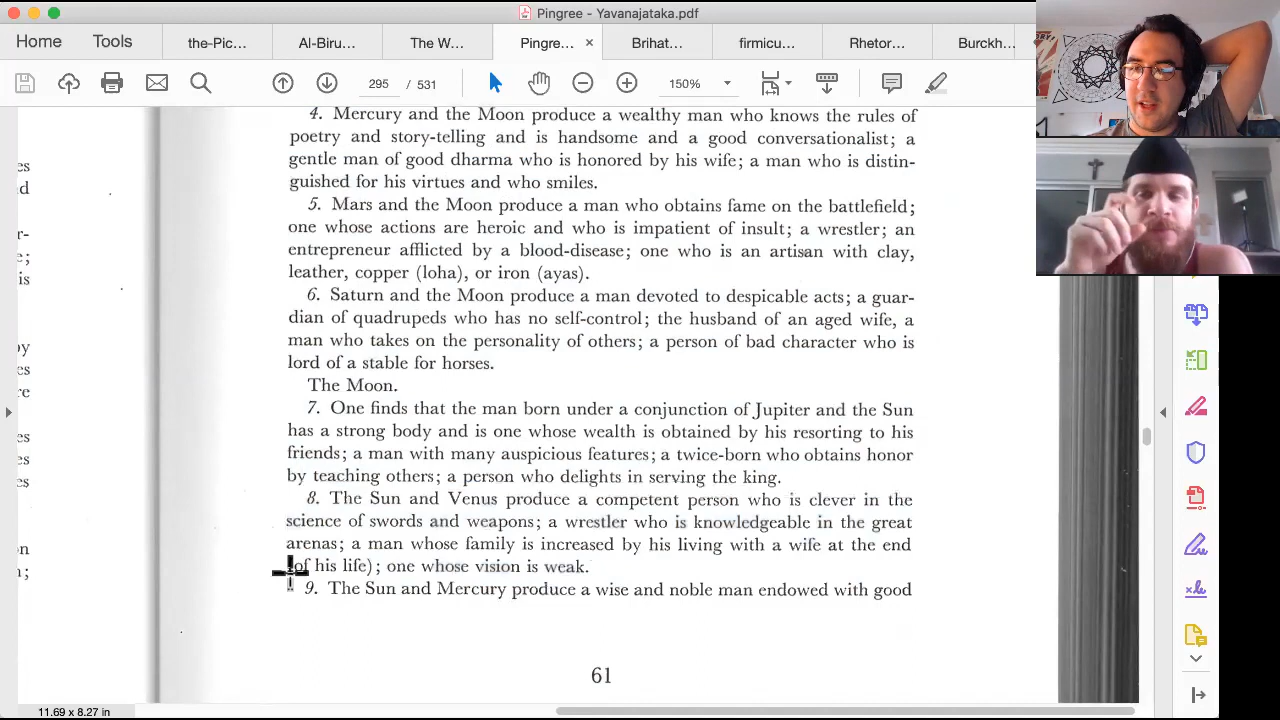 Pingree - Yavanajataka.pdf
Home Tools the-Pic... Al-Biru... The W... Pingre... × Brihat... firmicu... Rhetor... Burckh...
295 / 531 150%
4. Mercury and the Moon produce a wealthy man who knows the rules of
poetry and story-telling and is handsome and a good conversationalist; a
gentle man of good dharma who is honored by his wife; a man who is distin-
guished for his virtues and who smiles.
5. Mars and the Moon produce a man who obtains fame on the battlefield;
one whose actions are heroic and who is impatient of insult; a wrestler; an
entrepreneur afflicted by a blood-disease; one who is an artisan with clay,
leather, copper (loha), or iron (ayas).
6. Saturn and the Moon produce a man devoted to despicable acts; a guar-
dian of quadrupeds who has no self-control; the husband of an aged wife, a
man who takes on the personality of others; a person of bad character who is
lord of a stable for horses.
The Moon.
7. One finds that the man born under a conjunction of Jupiter and the Sun
has a strong body and is one whose wealth is obtained by his resorting to his
friends; a man with many auspicious features; a twice-born who obtains honor
by teaching others; a person who delights in serving the king.
8. The Sun and Venus produce a competent person who is clever in the
science of swords and weapons; a wrestler who is knowledgeable in the great
arenas; a man whose family is increased by his living with a wife at the end
(of his life); one whose vision is weak.
9. The Sun and Mercury produce a wise and noble man endowed with good
61
11.69 x 8.27 in